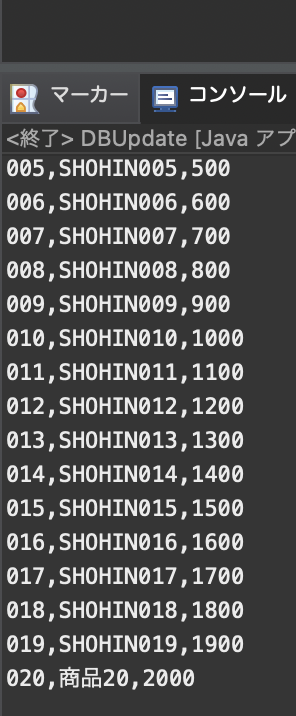 マーカー コンソール
<終了> DBUpdate [Java アプ
005,SHOHIN005,500
006,SHOHIN006,600
007,SHOHIN007,700
008,SHOHIN008,800
009,SHOHIN009,900
010,SHOHIN010,1000
011,SHOHIN011,1100
012,SHOHIN012,1200
013,SHOHIN013,1300
014,SHOHIN014,1400
015,SHOHIN015,1500
016,SHOHIN016,1600
017,SHOHIN017,1700
018,SHOHIN018,1800
019,SHOHIN019,1900
020,商品20,2000